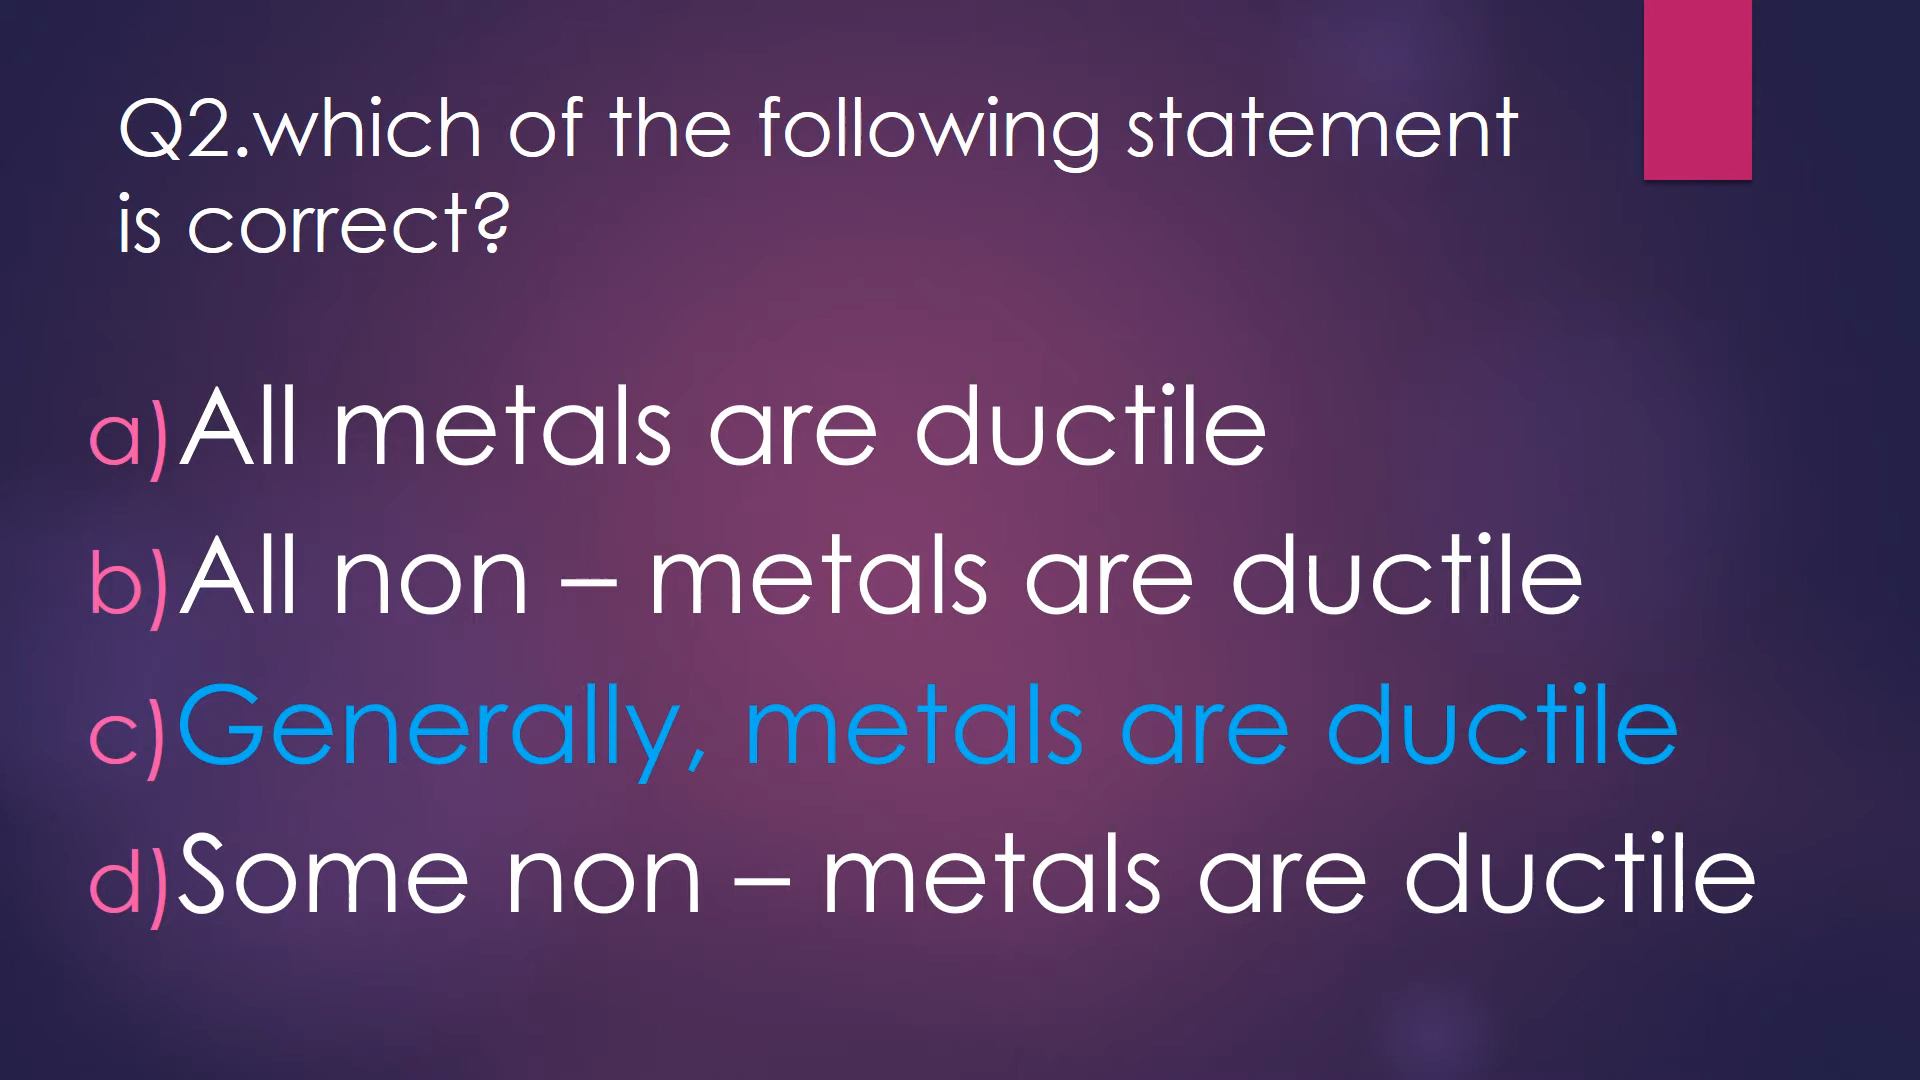 Q2.which of the following statement
is correct?
a)All metals are ductile
b)All non – metals are ductile
c)Generally, metals are ductile
d)Some non – metals are ductile